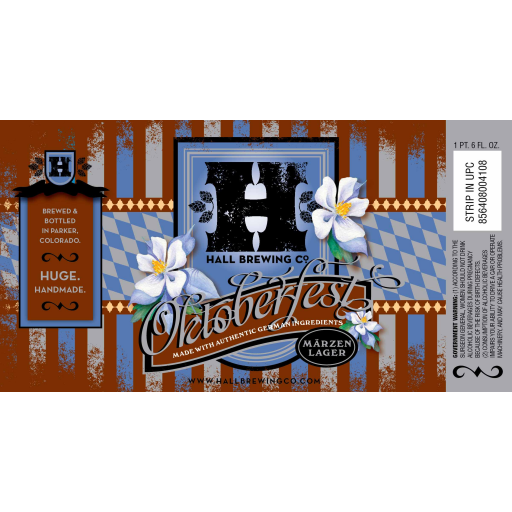 H
BREWED &
BOTTLED
IN PARKER,
COLORADO.
HUGE.
HANDMADE.
H
HALL BREWING CO
Oktoberfest
MADE WITH AUTHENTIC GERMAN INGREDIENTS
MÄRZEN
LAGER
WWW.HALLBREWINGCO.COM
1 PT. 6 FL. OZ.
STRIP IN UPC
856408004108
GOVERNMENT WARNING: (1) ACCORDING TO THE
SURGEON GENERAL, WOMEN SHOULD NOT DRINK
ALCOHOLIC BEVERAGES DURING PREGNANCY
BECAUSE OF THE RISK OF BIRTH DEFECTS.
(2) CONSUMPTION OF ALCOHOLIC BEVERAGES
IMPAIRS YOUR ABILITY TO DRIVE A CAR OR OPERATE
MACHINERY, AND MAY CAUSE HEALTH PROBLEMS.